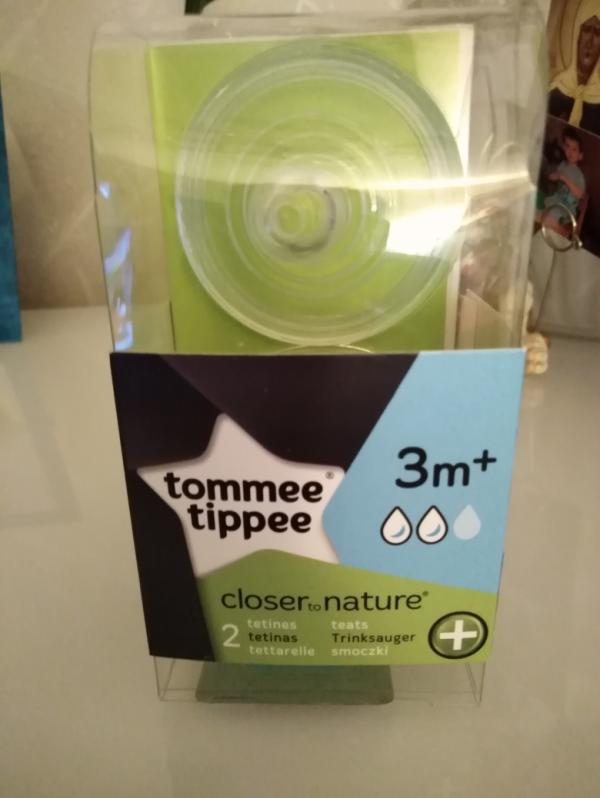 tommee®
tippee
3m+
closer to nature®
2
tetines teats
tetinas Trinksauger
tettarelle smoczki